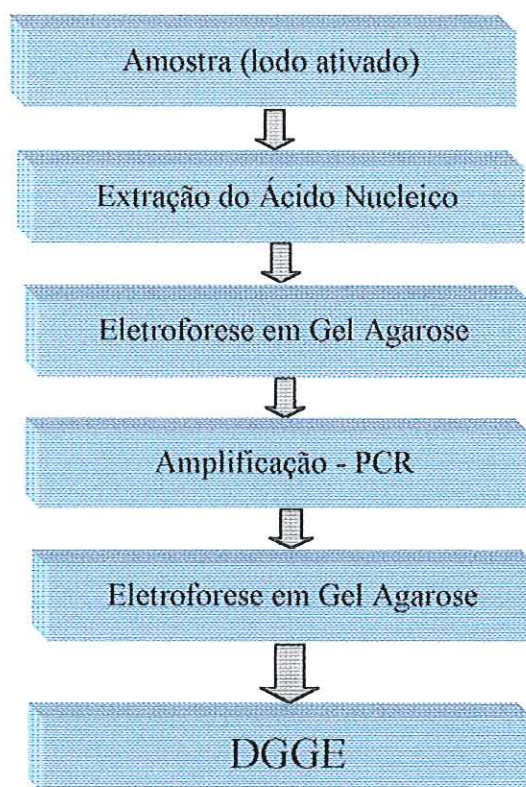 Amostra (lodo ativado)
Extração do Ácido Nucleico
Eletroforese em Gel Agarose
Amplificação - PCR
Eletroforese em Gel Agarose
DGGE